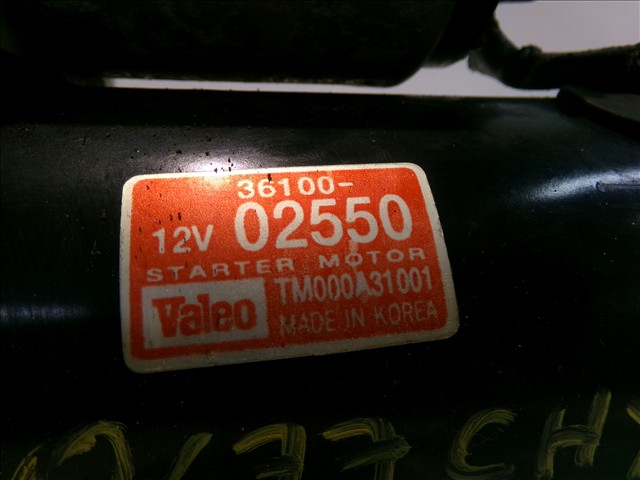 36100-
12V 02550
STARTER MOTOR
Valeo TM000A31001
MADE IN KOREA